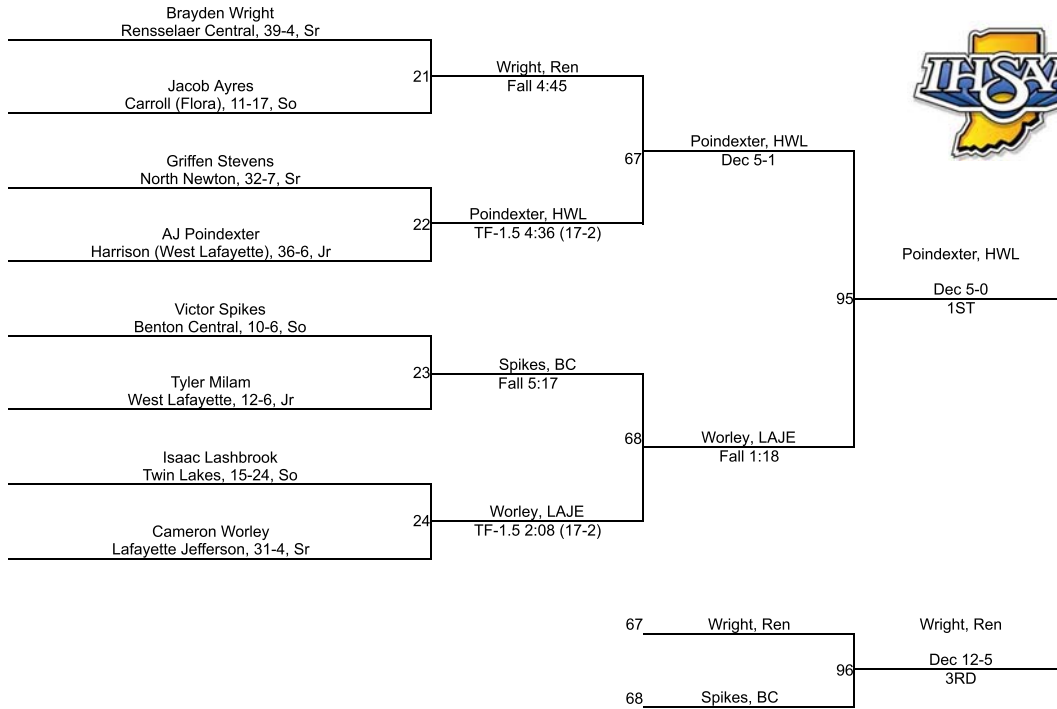 Brayden Wright
Rensselaer Central, 39-4, Sr
21
Wright, Ren
Fall 4:45
Jacob Ayres
Carroll (Flora), 11-17, So
67
Poindexter, HWL
Dec 5-1
Griffen Stevens
North Newton, 32-7, Sr
22
Poindexter, HWL
TF-1.5 4:36 (17-2)
AJ Poindexter
Harrison (West Lafayette), 36-6, Jr
95
Poindexter, HWL
Dec 5-0
1ST
Victor Spikes
Benton Central, 10-6, So
23
Spikes, BC
Fall 5:17
Tyler Milam
West Lafayette, 12-6, Jr
68
Worley, LAJE
Fall 1:18
Isaac Lashbrook
Twin Lakes, 15-24, So
24
Worley, LAJE
TF-1.5 2:08 (17-2)
Cameron Worley
Lafayette Jefferson, 31-4, Sr
67
Wright, Ren
68
Spikes, BC
96
Wright, Ren
Dec 12-5
3RD
IHSAA